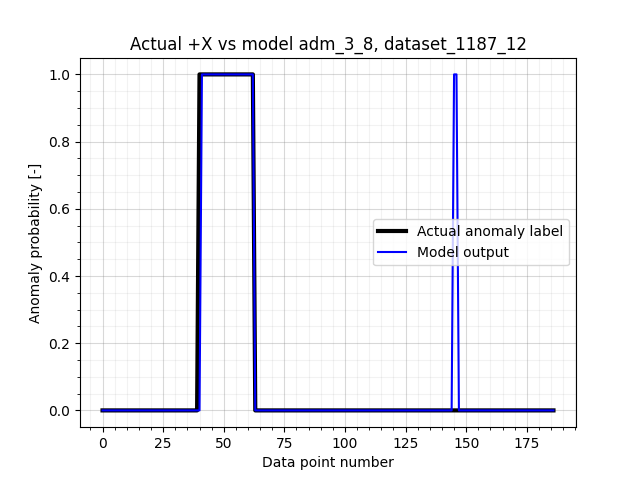 Actual +X vs model adm_3_8, dataset_1187_12
1.0
0.8
0.6
0.4
0.2
0.0
Anomaly probability [-]
Actual anomaly label
Model output
0 25 50 75 100 125 150 175
Data point number